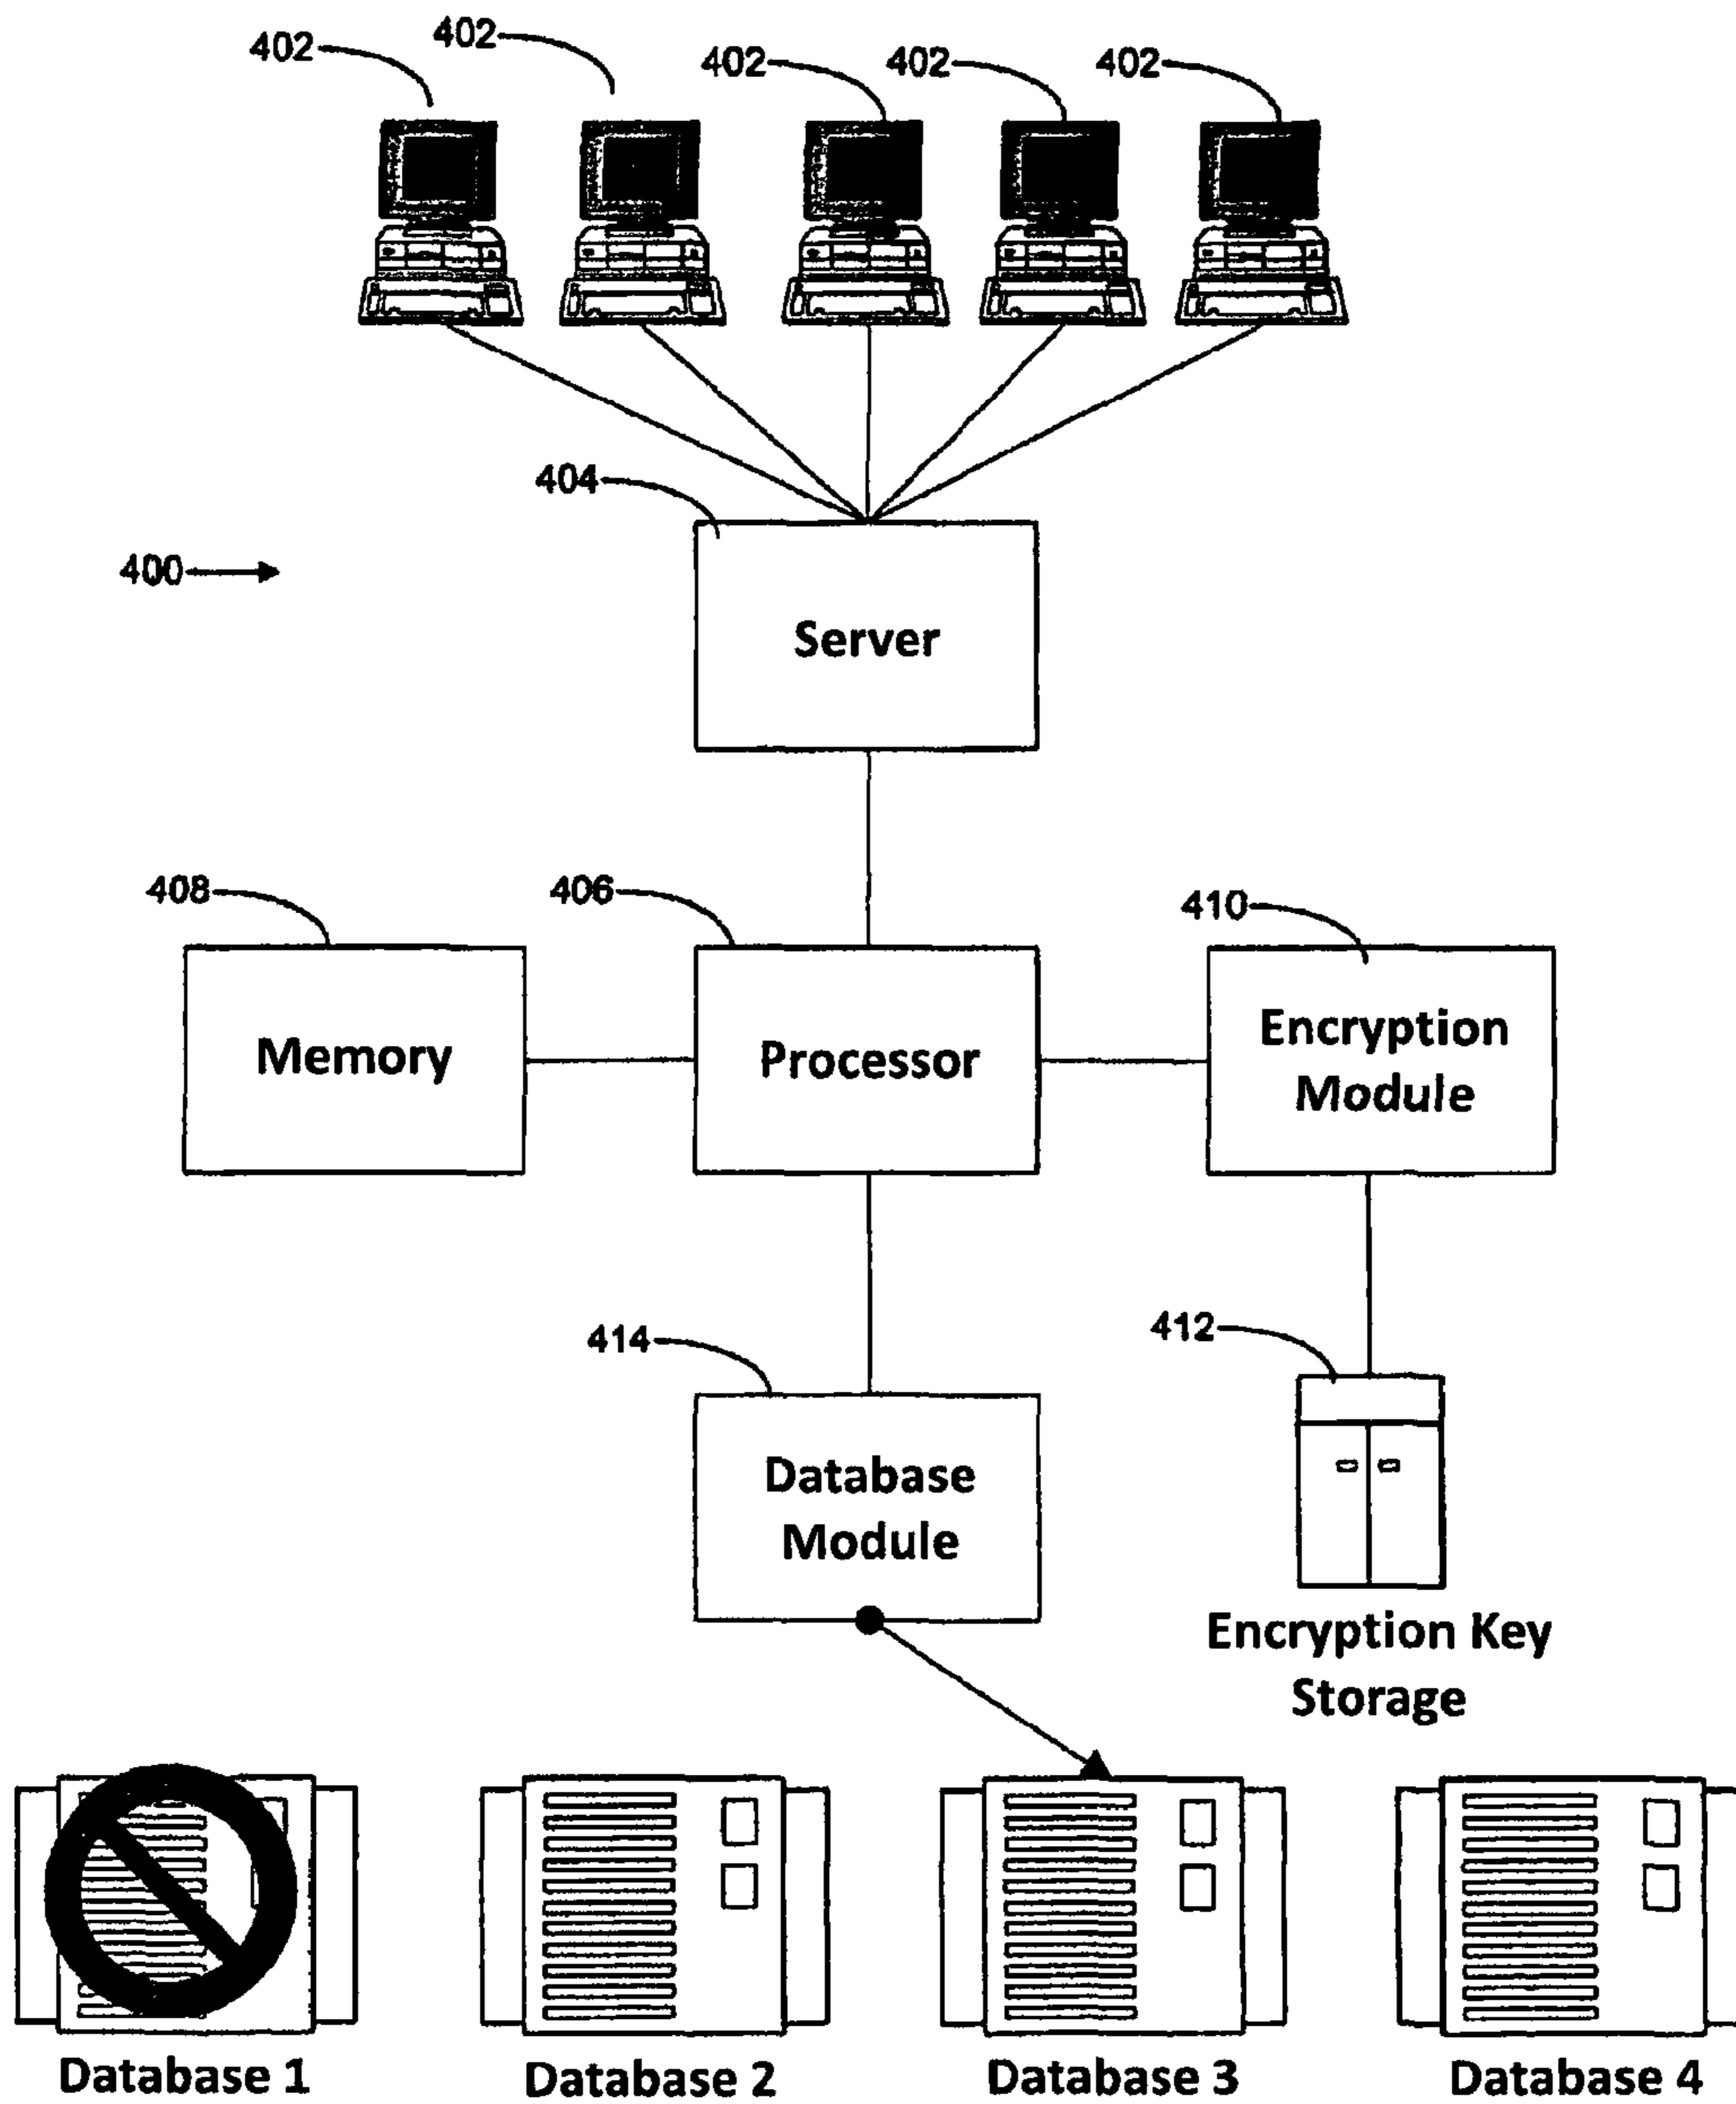 402
402
402
402
402
404
400
Server
408
406
410
Memory
Processor
Encryption
Module
414
412
Database
Module
Encryption Key
Storage
Database 1
Database 2
Database 3
Database 4